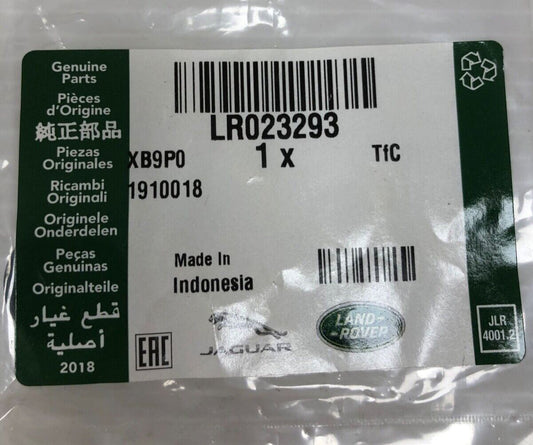 Genuine
Parts
Pièces
d'Origine
純正部品
Piezas
Originales
Ricambi
Originali
Originele
Onderdelen
Peças
Genuinas
Originalteile
قطع غيار
أصلية
2018
LR023293
XB9P0 1 x TfC
1910018
Made In
Indonesia
EAC
JAGUAR
LAND-
ROVER
JLR
4001.2